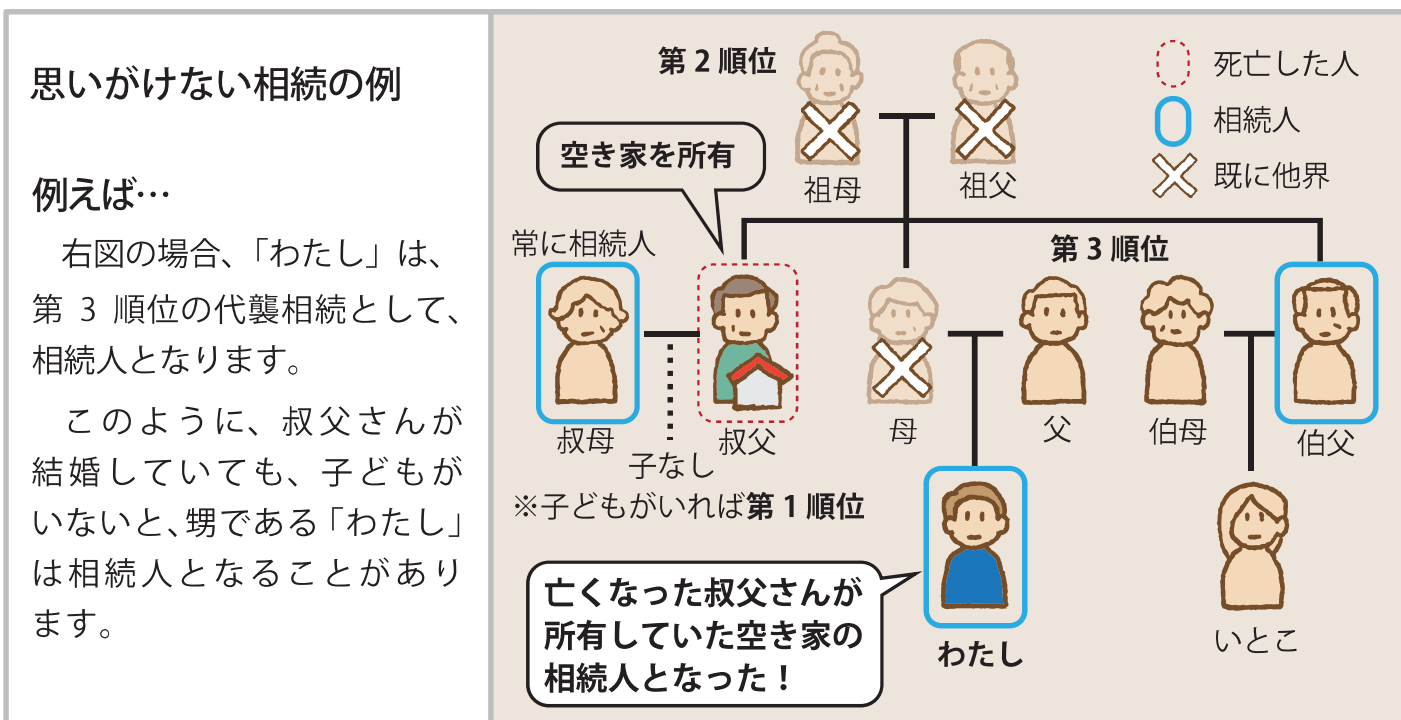 思いがけない相続の例
例えば…
右図の場合、「わたし」は、
第 3 順位の代襲相続として、
相続人となります。
このように、叔父さんが
結婚していても、子どもが
いないと、甥である「わたし」
は相続人となることがあり
ます。
第 2 順位
祖母
祖父
死亡した人
相続人
既に他界
空き家を所有
常に相続人
第 3 順位
叔母
叔父
母
父
伯母
伯父
子なし
※子どもがいれば第 1 順位
亡くなった叔父さんが
所有していた空き家の
相続人となった！
わたし
いとこ